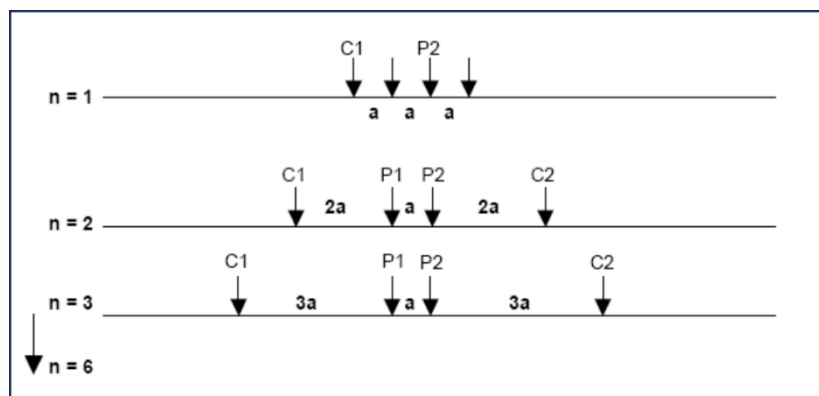 C1 P2
n = 1
a a a
C1 P1 P2 C2
2a a 2a
n = 2
C1 P1 P2 C2
n = 3 3a a 3a
n = 6